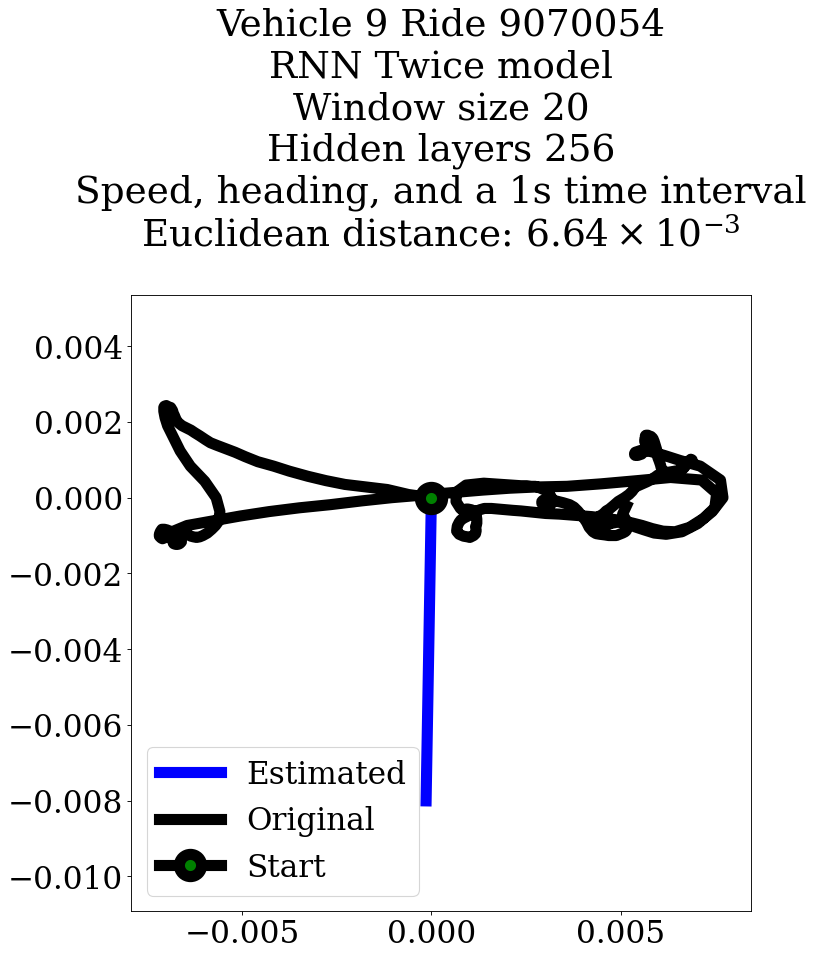 Vehicle 9 Ride 9070054
RNN Twice model
Window size 20
Hidden layers 256
Speed, heading, and a 1s time interval
Euclidean distance: 6.64 × 10⁻³
0.004
0.002
0.000
−0.002
−0.004
−0.006
−0.008
−0.010
Estimated
Original
Start
−0.005 0.000 0.005